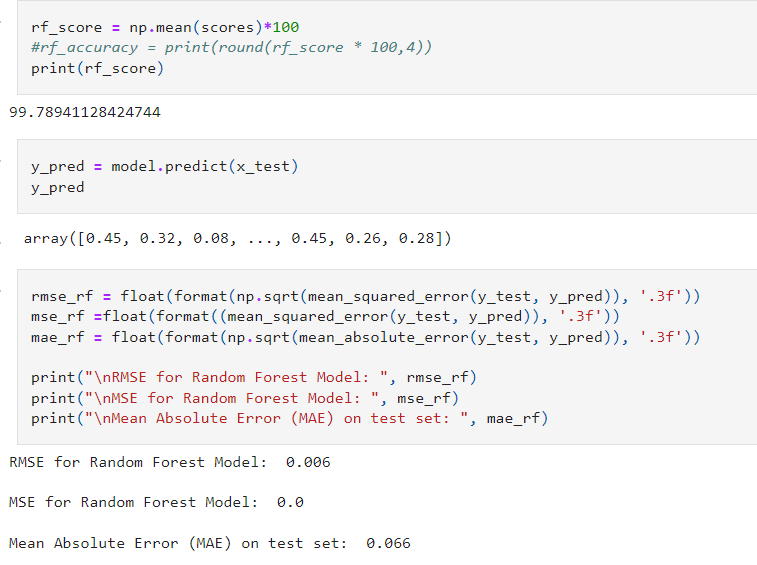 rf_score = np.mean(scores)*100
#rf_accuracy = print(round(rf_score * 100,4))
print(rf_score)
99.78941128424744
y_pred = model.predict(x_test)
y_pred
array([0.45, 0.32, 0.08, ..., 0.45, 0.26, 0.28])
rmse_rf = float(format(np.sqrt(mean_squared_error(y_test, y_pred)), '.3f'))
mse_rf =float(format((mean_squared_error(y_test, y_pred)), '.3f'))
mae_rf = float(format(np.sqrt(mean_absolute_error(y_test, y_pred)), '.3f'))
print("\nRMSE for Random Forest Model: ", rmse_rf)
print("\nMSE for Random Forest Model: ", mse_rf)
print("\nMean Absolute Error (MAE) on test set: ", mae_rf)
RMSE for Random Forest Model:  0.006
MSE for Random Forest Model:  0.0
Mean Absolute Error (MAE) on test set:  0.066